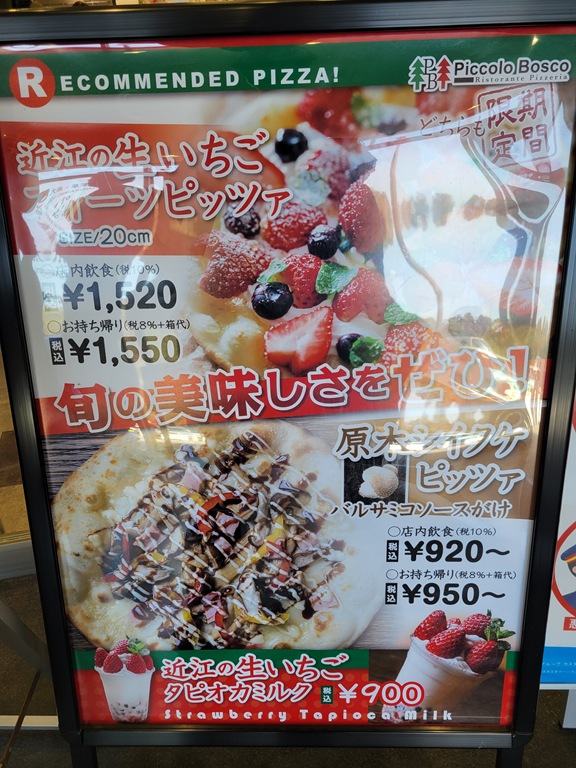 RECOMMENDED PIZZA!
PB Piccolo Bosco
Ristorante Pizzeria
どちらも 期間限定
近江の生いちご
スイーツピッツァ
SIZE/20cm
○店内飲食(税10%)
税込 ¥1,520
○お持ち帰り(税8%+箱代)
税込 ¥1,550
旬の美味しさをぜひ!
原木シイタケ
ピッツァ
バルサミコソースがけ
○店内飲食(税10%)
税込 ¥920～
○お持ち帰り(税8%+箱代)
税込 ¥950～
近江の生いちご
タピオカミルク 税込 ¥900
Strawberry Tapioca Milk